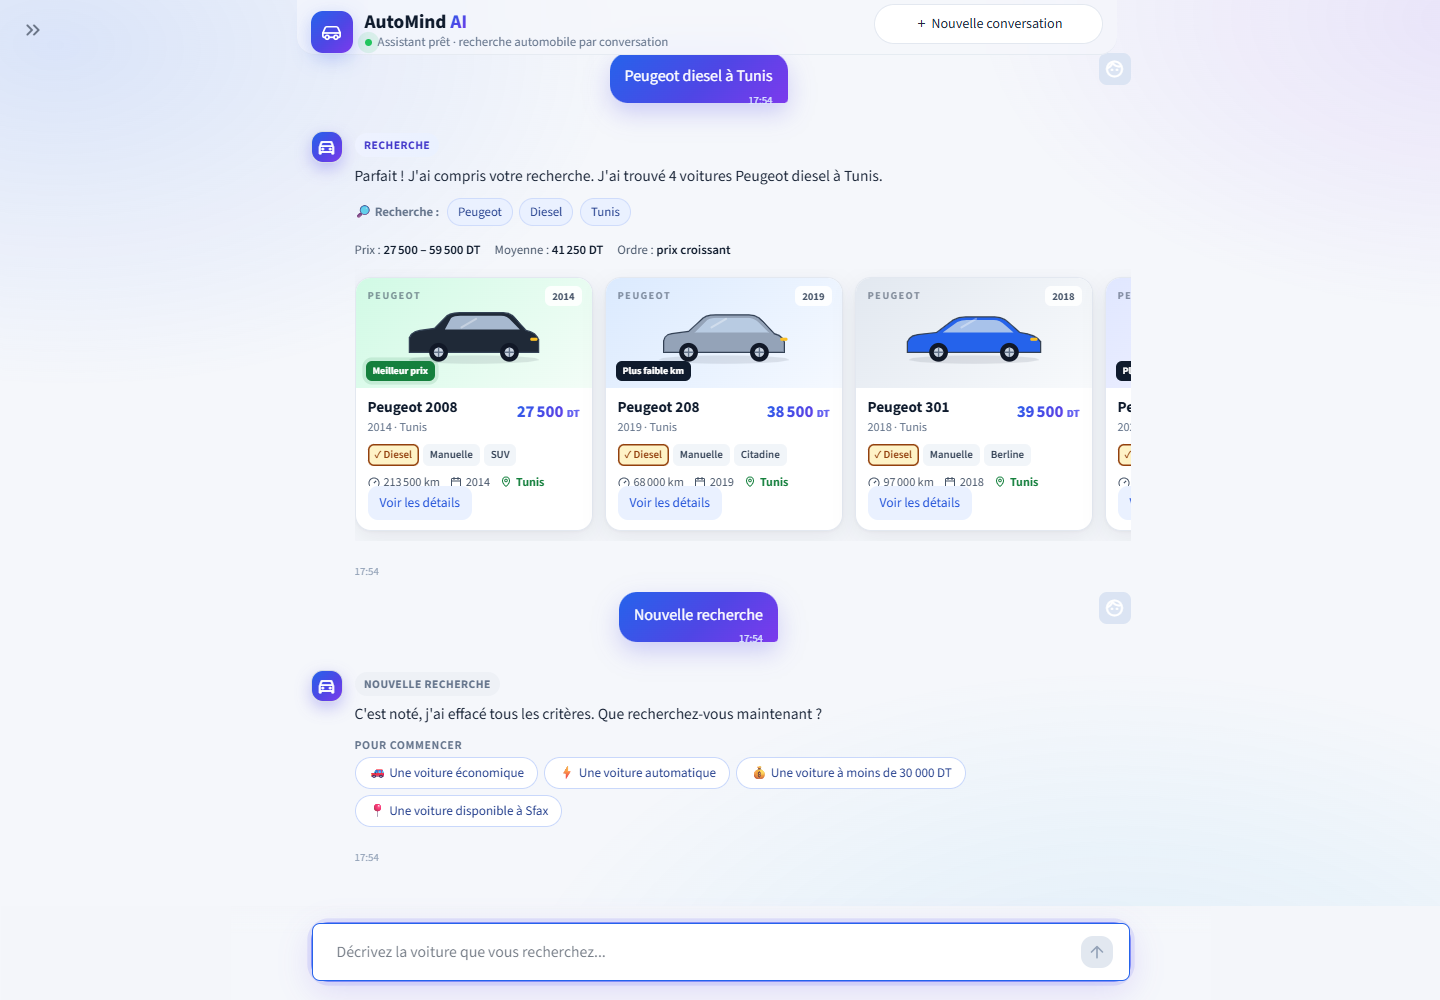 AutoMind AI
Assistant prêt · recherche automobile par conversation
+ Nouvelle conversation
Peugeot diesel à Tunis
17:54
RECHERCHE
Parfait ! J'ai compris votre recherche. J'ai trouvé 4 voitures Peugeot diesel à Tunis.
🔎 Recherche : Peugeot Diesel Tunis
Prix : 27 500 – 59 500 DT Moyenne : 41 250 DT Ordre : prix croissant
PEUGEOT 2014
Meilleur prix
Peugeot 2008 27 500 DT
2014 · Tunis
✓ Diesel Manuelle SUV
213 500 km 2014 Tunis
Voir les détails
PEUGEOT 2019
Plus faible km
Peugeot 208 38 500 DT
2019 · Tunis
✓ Diesel Manuelle Citadine
68 000 km 2019 Tunis
Voir les détails
PEUGEOT 2018
Peugeot 301 39 500 DT
2018 · Tunis
✓ Diesel Manuelle Berline
97 000 km 2018 Tunis
Voir les détails
PE
Pl
Pe
20
✓
17:54
Nouvelle recherche
17:54
NOUVELLE RECHERCHE
C'est noté, j'ai effacé tous les critères. Que recherchez-vous maintenant ?
POUR COMMENCER
🚙 Une voiture économique
⚡ Une voiture automatique
💰 Une voiture à moins de 30 000 DT
📍 Une voiture disponible à Sfax
17:54
Décrivez la voiture que vous recherchez...